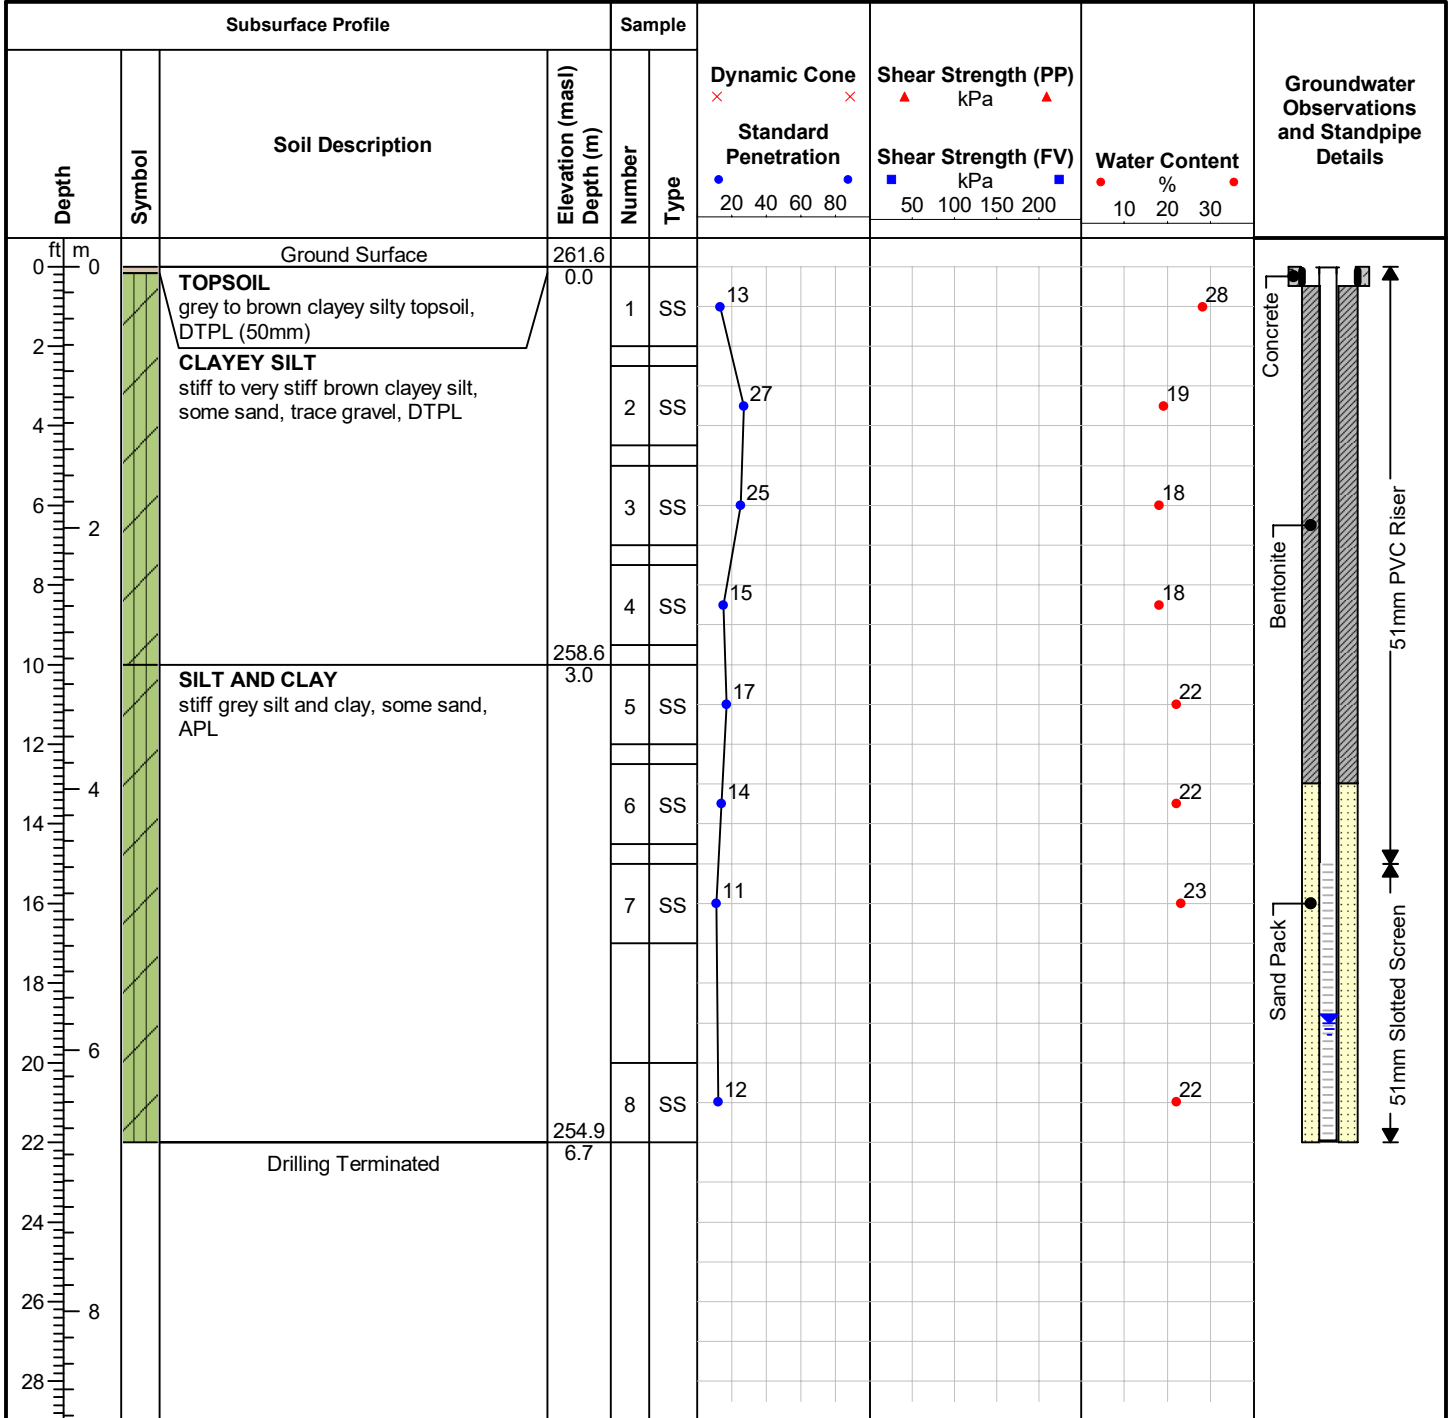 Subsurface Profile
Sample
Depth
Symbol
Soil Description
Elevation (masl)
Depth (m)
Number
Type
Dynamic Cone
Standard
Penetration
20 40 60 80
Shear Strength (PP)
kPa
Shear Strength (FV)
kPa
50 100 150 200
Water Content
%
10 20 30
Groundwater
Observations
and Standpipe
Details
ft m
Ground Surface
261.6
0.0
0 0
TOPSOIL
grey to brown clayey silty topsoil,
DTPL (50mm)
1 SS 13 28
2
CLAYEY SILT
stiff to very stiff brown clayey silt,
some sand, trace gravel, DTPL
2 SS 27 19
4
3 SS 25 18
6
2
8
4 SS 15 18
258.6
3.0
10
SILT AND CLAY
stiff grey silt and clay, some sand,
APL
5 SS 17 22
12
4
6 SS 14 22
14
7 SS 11 23
16
18
6
20
8 SS 12 22
254.9
6.7
22
Drilling Terminated
24
26
8
28
Concrete
Bentonite
Sand Pack
51mm PVC Riser
51mm Slotted Screen